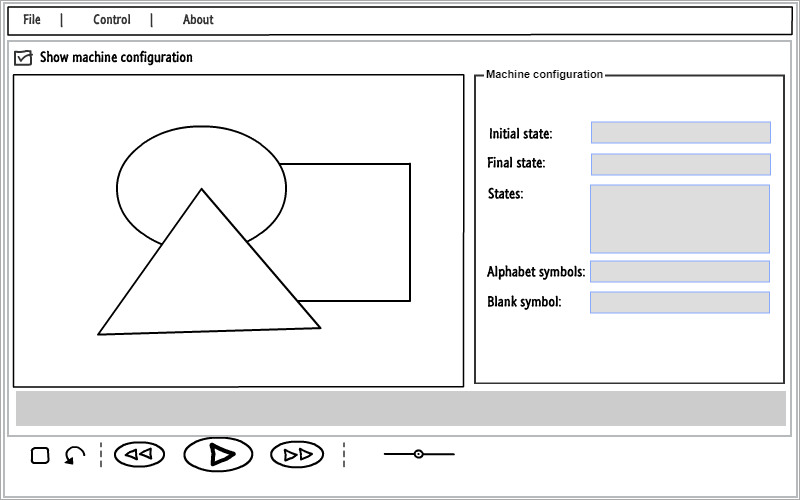 File | Control | About
Show machine configuration
Machine configuration
Initial state:
Final state:
States:
Alphabet symbols:
Blank symbol: